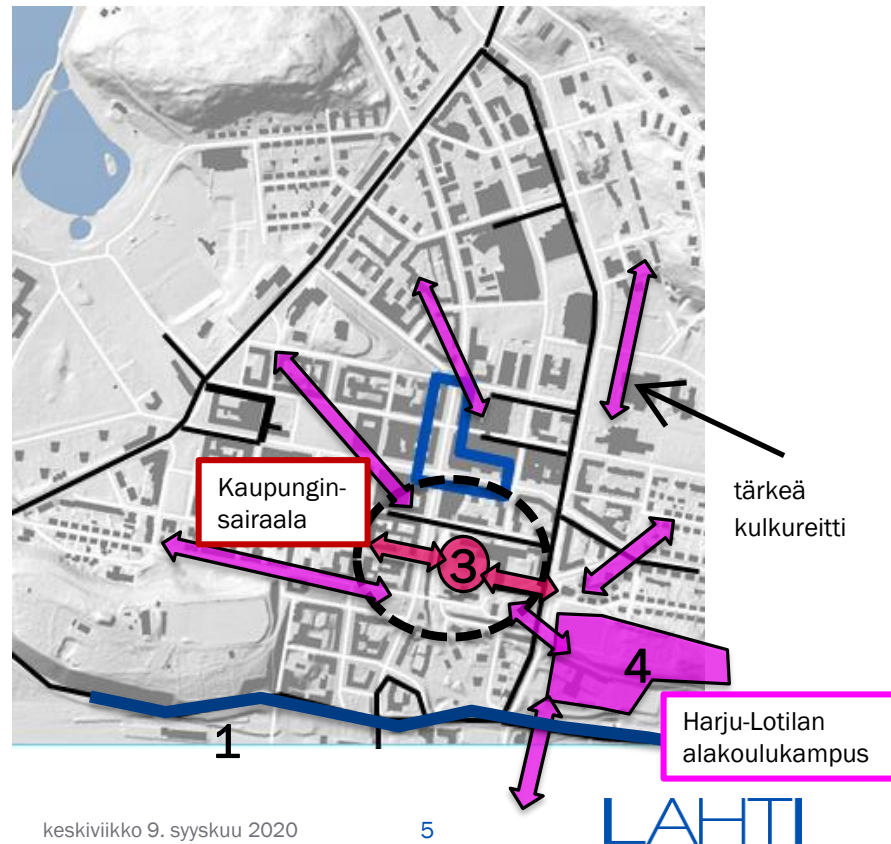 Kaupungin-
sairaala
tärkeä
kulkureitti
3
4
1
Harju-Lotilan
alakoulukampus
keskiviikko 9. syyskuu 2020
5
LAHTI